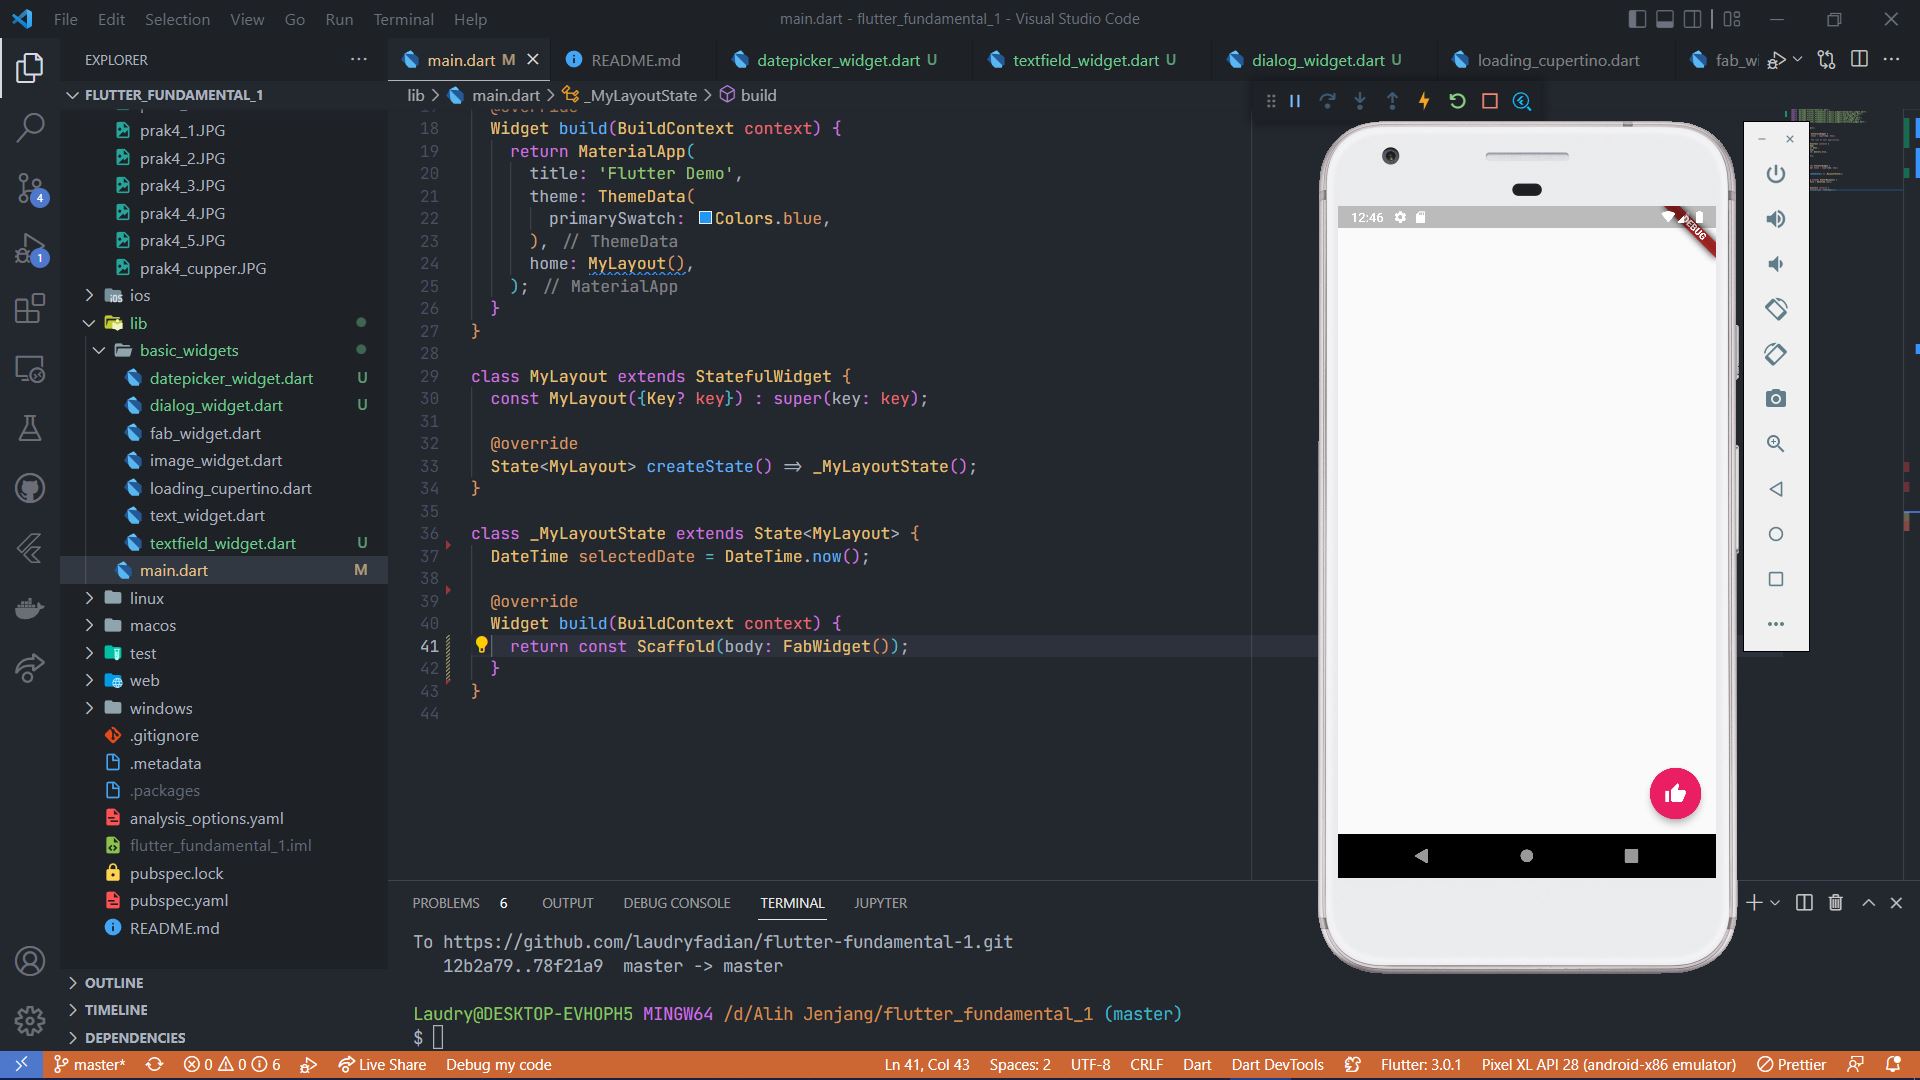 File Edit Selection View Go Run Terminal Help
main.dart - flutter_fundamental_1 - Visual Studio Code
EXPLORER
main.dart M
README.md
datepicker_widget.dart U
textfield_widget.dart U
dialog_widget.dart U
loading_cupertino.dart
fab_wi
FLUTTER_FUNDAMENTAL_1
prak4_1.JPG
prak4_2.JPG
prak4_3.JPG
prak4_4.JPG
prak4_5.JPG
prak4_cupper.JPG
ios
lib
basic_widgets
datepicker_widget.dart U
dialog_widget.dart U
fab_widget.dart
image_widget.dart
loading_cupertino.dart
text_widget.dart
textfield_widget.dart U
main.dart M
linux
macos
test
web
windows
.gitignore
.metadata
.packages
analysis_options.yaml
flutter_fundamental_1.iml
pubspec.lock
pubspec.yaml
README.md
OUTLINE
TIMELINE
DEPENDENCIES
4
1
lib > main.dart > _MyLayoutState > build
@override
18 Widget build(BuildContext context) {
19 return MaterialApp(
20 title: 'Flutter Demo',
21 theme: ThemeData(
22 primarySwatch: Colors.blue,
23 ), // ThemeData
24 home: MyLayout(),
25 ); // MaterialApp
26 }
27 }
28
29 class MyLayout extends StatefulWidget {
30 const MyLayout({Key? key}) : super(key: key);
31
32 @override
33 State<MyLayout> createState() => _MyLayoutState();
34 }
35
36 class _MyLayoutState extends State<MyLayout> {
37 DateTime selectedDate = DateTime.now();
38
39 @override
40 Widget build(BuildContext context) {
41 return const Scaffold(body: FabWidget());
42 }
43 }
44
12:46
DEBUG
PROBLEMS 6 OUTPUT DEBUG CONSOLE TERMINAL JUPYTER
To https://github.com/laudryfadian/flutter-fundamental-1.git
12b2a79..78f21a9 master -> master
Laudry@DESKTOP-EVHOPH5 MINGW64 /d/Alih Jenjang/flutter_fundamental_1 (master)
$
master* 0 0 6 Live Share Debug my code Ln 41, Col 43 Spaces: 2 UTF-8 CRLF Dart Dart DevTools Flutter: 3.0.1 Pixel XL API 28 (android-x86 emulator) Prettier